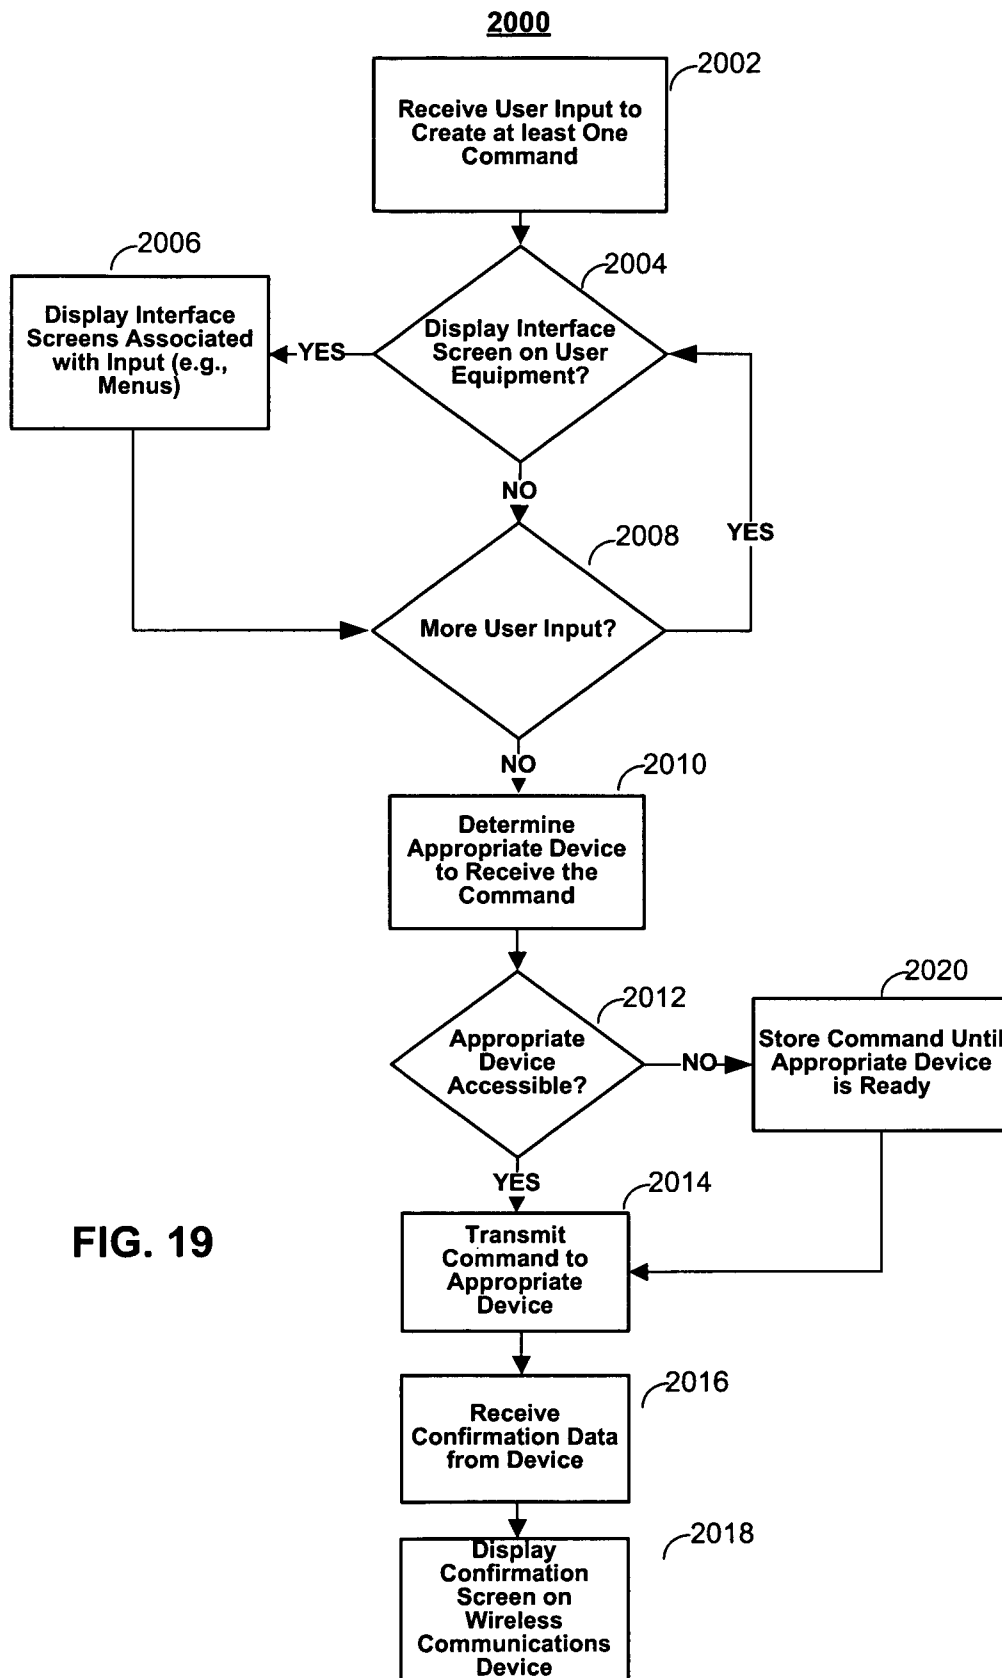 2000
2002
Receive User Input to
Create at least One
Command
2006
2004
Display Interface
Screens Associated
with Input (e.g.,
Menus)
YES
Display Interface
Screen on User
Equipment?
NO
YES
2008
More User Input?
NO
2010
Determine
Appropriate Device
to Receive the
Command
2012
2020
Appropriate
Device
Accessible?
NO
Store Command Until
Appropriate Device
is Ready
YES
2014
FIG. 19
Transmit
Command to
Appropriate
Device
2016
Receive
Confirmation Data
from Device
2018
Display
Confirmation
Screen on
Wireless
Communications
Device